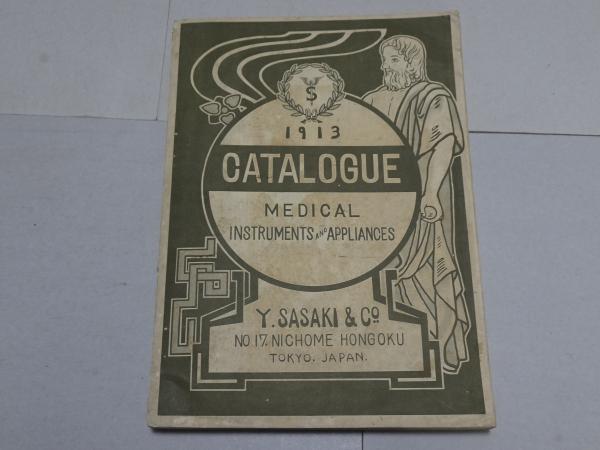 $
1913
CATALOGUE
MEDICAL
INSTRUMENTS AND APPLIANCES
Y. SASAKI & Co
NO.17, NICHOME HONGOKU
TOKYO. JAPAN.